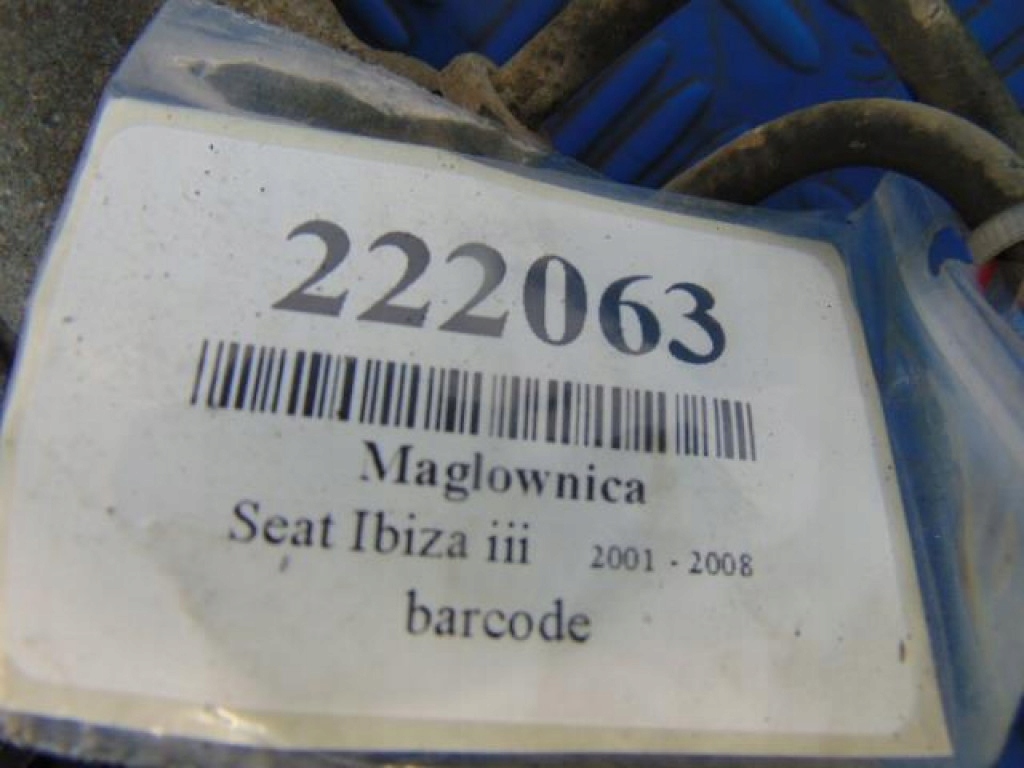 222063
Maglownica
Seat Ibiza iii 2001 - 2008
barcode